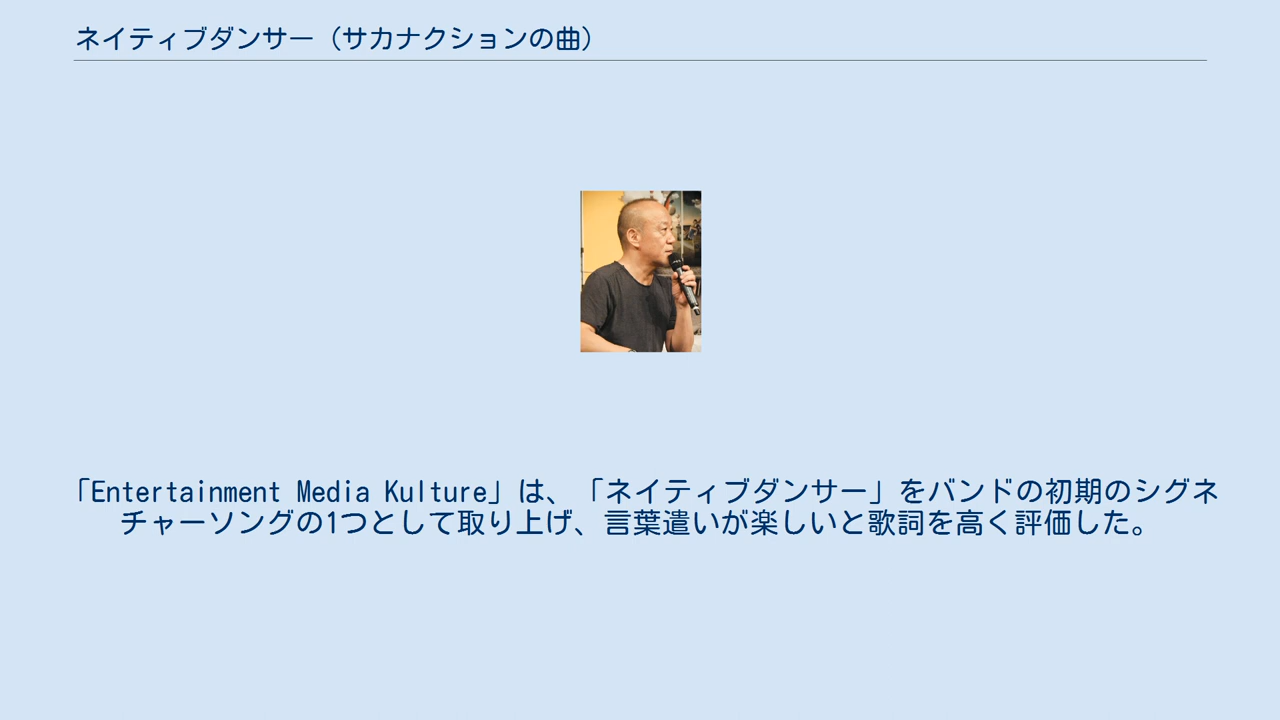 ネイティブダンサー（サカナクションの曲）
「Entertainment Media Kulture」は、「ネイティブダンサー」をバンドの初期のシグネ
チャーソングの1つとして取り上げ、言葉遣いが楽しいと歌詞を高く評価した。